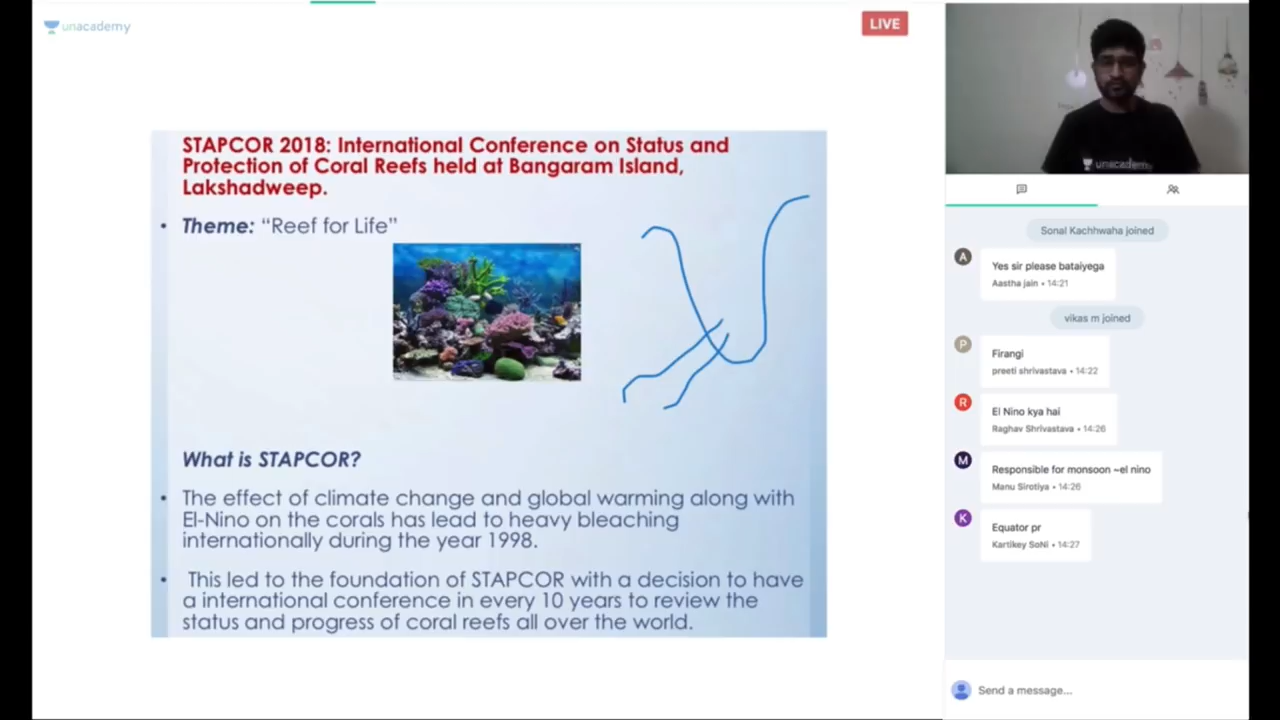 unacademy
LIVE
STAPCOR 2018: International Conference on Status and
Protection of Coral Reefs held at Bangaram Island,
Lakshadweep.
• Theme: “Reef for Life”
What is STAPCOR?
• The effect of climate change and global warming along with
El-Nino on the corals has lead to heavy bleaching
internationally during the year 1998.
• This led to the foundation of STAPCOR with a decision to have
a international conference in every 10 years to review the
status and progress of coral reefs all over the world.
unacademy
Sonal Kachhwaha joined
A
Yes sir please bataiyega
Aastha jain • 14:21
vikas m joined
P
Firangi
preeti shrivastava • 14:22
R
El Nino kya hai
Raghav Shrivastava • 14:26
M
Responsible for monsoon ~el nino
Manu Sirotiya • 14:26
K
Equator pr
Kartikey SoNi • 14:27
Send a message...